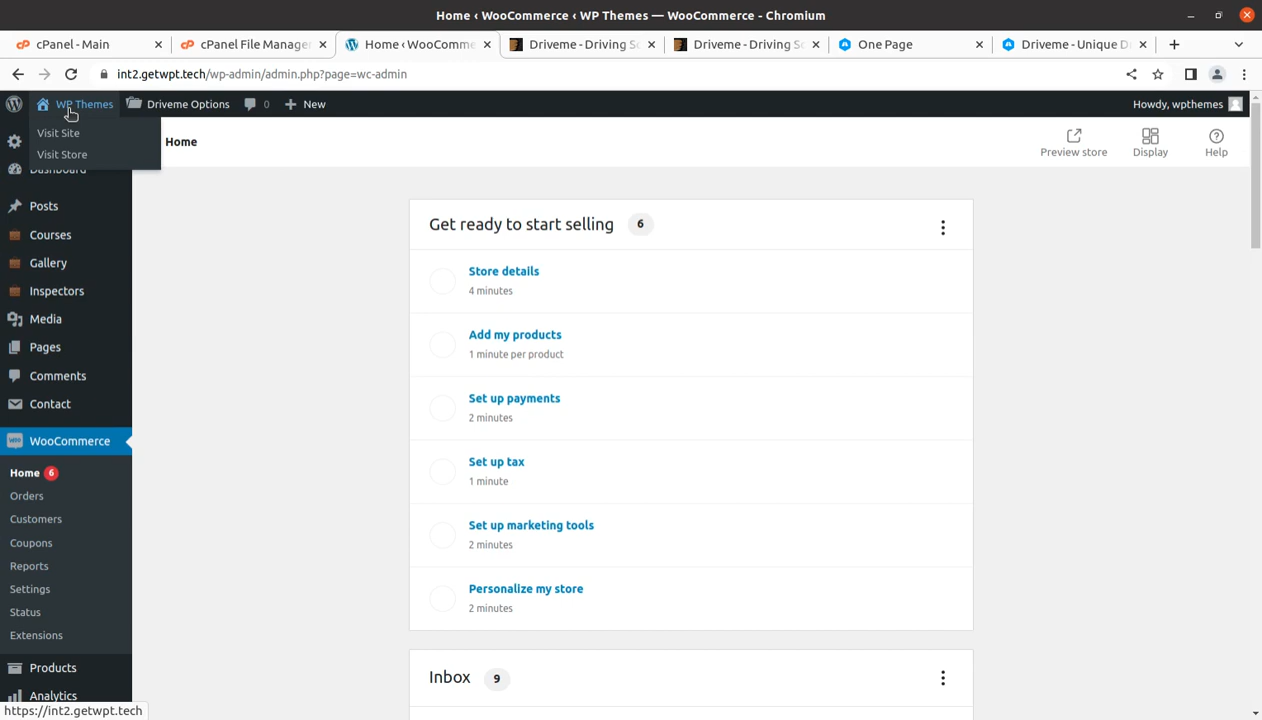 Home ‹ WooCommerce ‹ WP Themes — WooCommerce - Chromium
cPanel - Main
cPanel File Manager
Home ‹ WooComme
Driveme - Driving Sc
Driveme - Driving Sc
One Page
Driveme - Unique D
int2.getwpt.tech/wp-admin/admin.php?page=wc-admin
WP Themes
Driveme Options
0
New
Howdy, wpthemes
Visit Site
Visit Store
Home
Preview store
Display
Help
Dashboard
Posts
Courses
Gallery
Inspectors
Media
Pages
Comments
Contact
WooCommerce
Home 6
Orders
Customers
Coupons
Reports
Settings
Status
Extensions
Products
Analytics
Get ready to start selling 6
Store details
4 minutes
Add my products
1 minute per product
Set up payments
2 minutes
Set up tax
1 minute
Set up marketing tools
2 minutes
Personalize my store
2 minutes
Inbox 9
https://int2.getwpt.tech